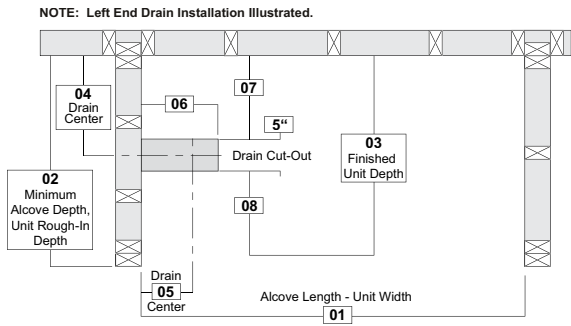 NOTE: Left End Drain Installation Illustrated.
04
Drain
Center
06
07
5"
Drain Cut-Out
03
Finished
Unit Depth
02
Minimum
Alcove Depth,
Unit Rough-In
Depth
08
Drain
05
Center
Alcove Length - Unit Width
01